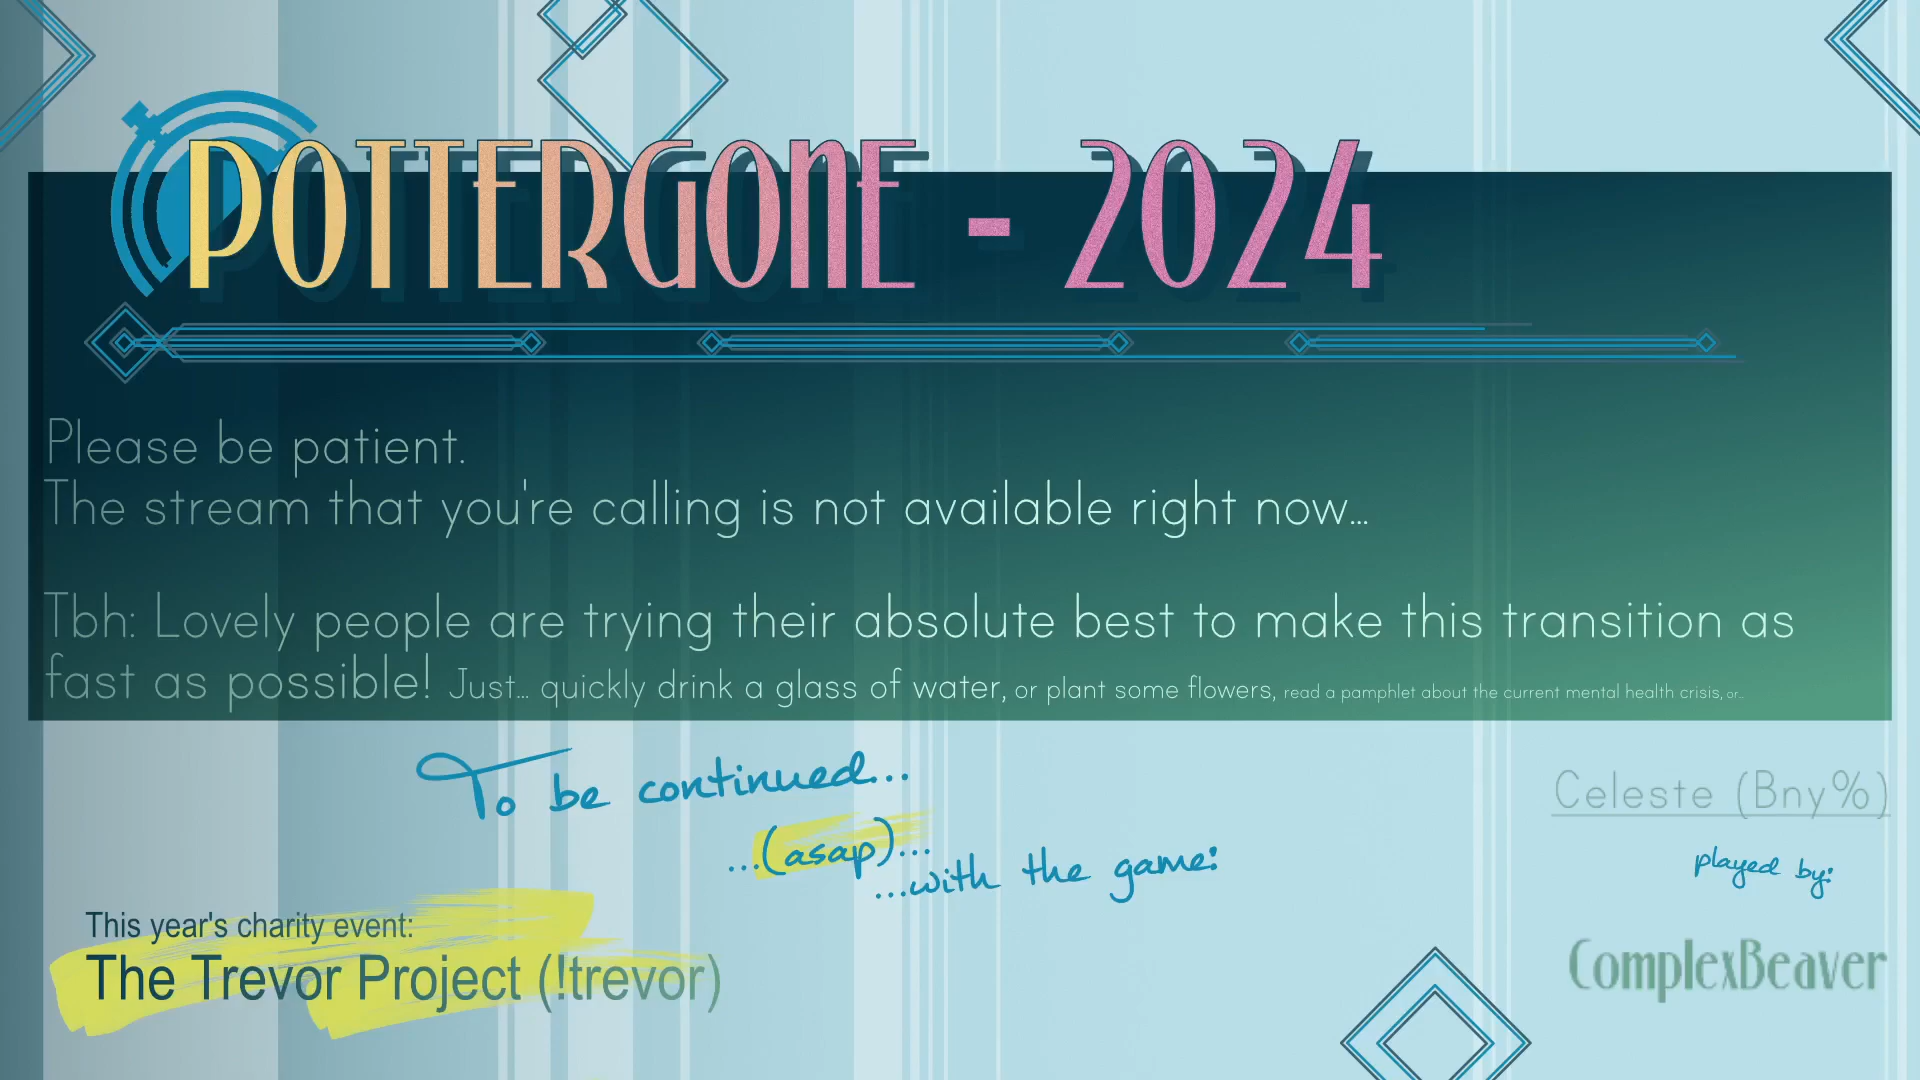 POTTERGONE - 2024
Please be patient.
The stream that you're calling is not available right now...
Tbh: Lovely people are trying their absolute best to make this transition as
fast as possible! Just... quickly drink a glass of water, or plant some flowers, read a pamphlet about the current mental health crisis, or...
To be continued...
...(asap)...
...with the game:
Celeste (Bny%)
played by:
ComplexBeaver
This year's charity event:
The Trevor Project (!trevor)